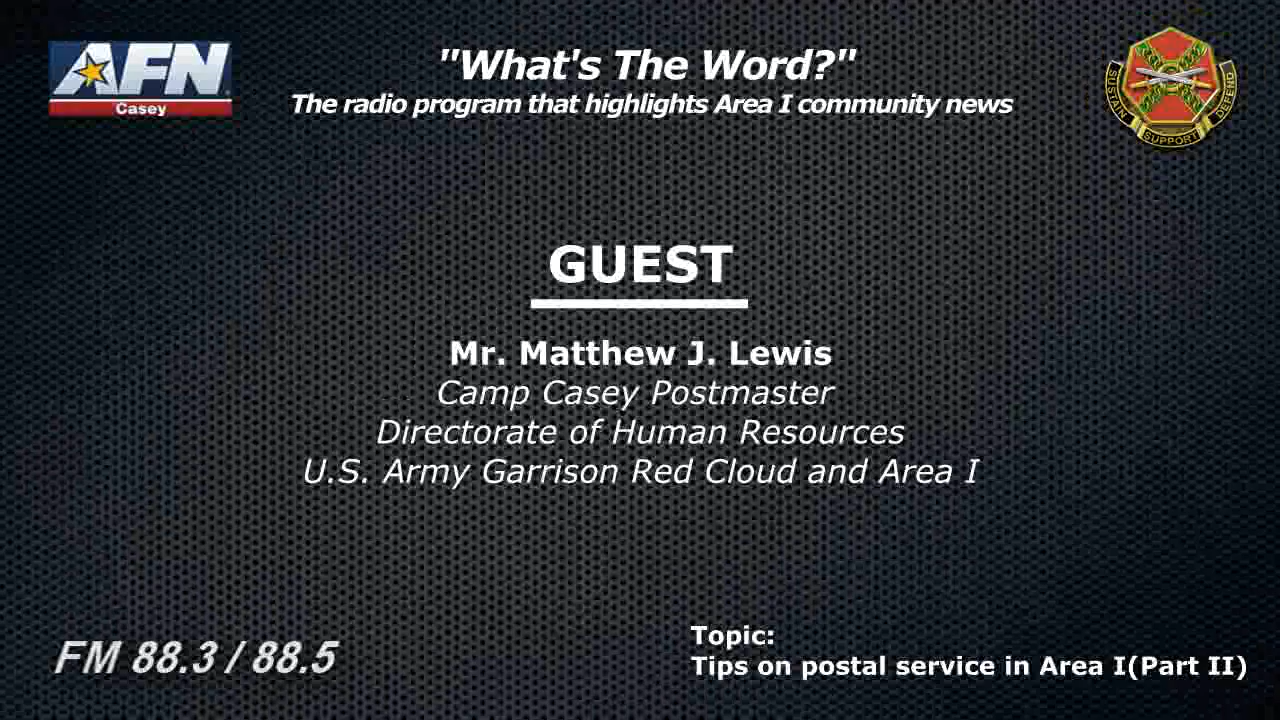 AFN
Casey
"What's The Word?"
The radio program that highlights Area I community news
SUSTAIN
SUPPORT
DEFEND
GUEST
Mr. Matthew J. Lewis
Camp Casey Postmaster
Directorate of Human Resources
U.S. Army Garrison Red Cloud and Area I
FM 88.3 / 88.5
Topic:
Tips on postal service in Area I(Part II)